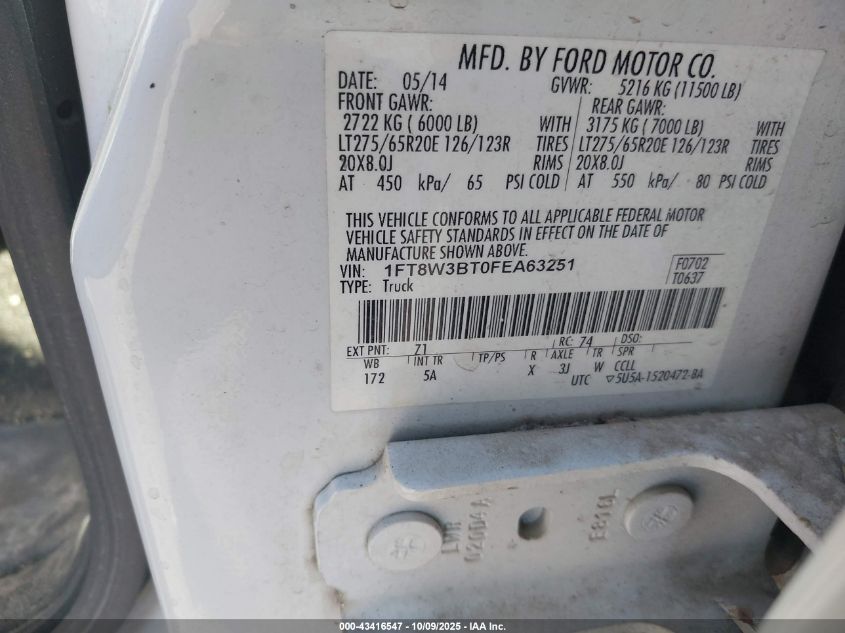 MFD. BY FORD MOTOR CO.
DATE: 05/14 GVWR: 5216 KG (11500 LB)
FRONT GAWR: REAR GAWR:
2722 KG ( 6000 LB) WITH 3175 KG ( 7000 LB) WITH
LT275/65R20E 126/123R TIRES LT275/65R20E 126/123R TIRES
20X8.0J RIMS 20X8.0J RIMS
AT 450 kPa/ 65 PSI COLD AT 550 kPa/ 80 PSI COLD
THIS VEHICLE CONFORMS TO ALL APPLICABLE FEDERAL MOTOR
VEHICLE SAFETY STANDARDS IN EFFECT ON THE DATE OF
MANUFACTURE SHOWN ABOVE.
VIN: 1FT8W3BT0FEA63251 F0702
TYPE: Truck T0637
EXT PNT: 71 RC: 74 DSO:
WB INT TR TP/PS R AXLE TR SPR
172 5A X 3J W CCLL
UTC ▽5U5A-1520472-BA
LWR
E816L
000-43416547 - 10/09/2025 - IAA Inc.